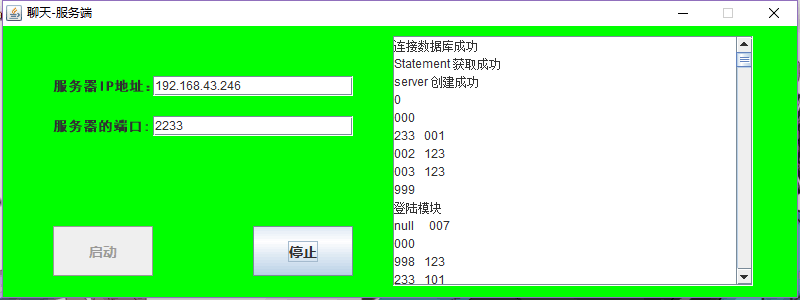 聊天-服务端
服务器IP地址: 192.168.43.246
服务器的端口: 2233
启动
停止
连接数据库成功
Statement 获取成功
server 创建成功
0
000
233 001
002 123
003 123
999
登陆模块
null 007
000
998 123
233 101